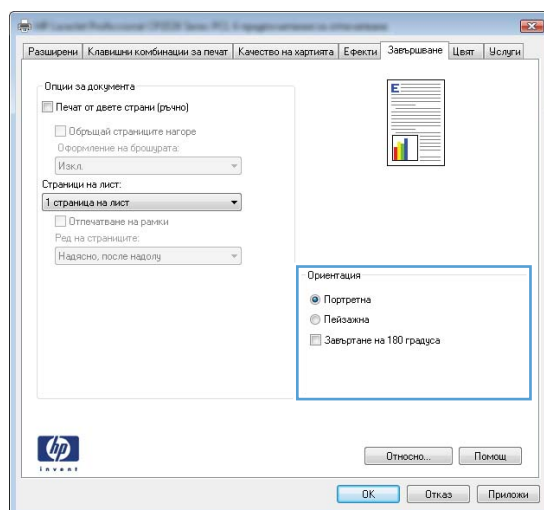 Разширени Клавишни комбинации за печат Качество на хартията Ефекти Завършване Цвят Услуги
Опции за документа
Печат от двете страни (ръчно)
Обръщай страниците нагоре
Оформление на брошурата:
Изкл.
Страници на лист:
1 страница на лист
Отпечатване на рамки
Ред на страниците:
Надясно, после надолу
E
Ориентация
Портретна
Пейзажна
Завъртане на 180 градуса
hp
invent
Относно... Помощ
OK Отказ Приложи